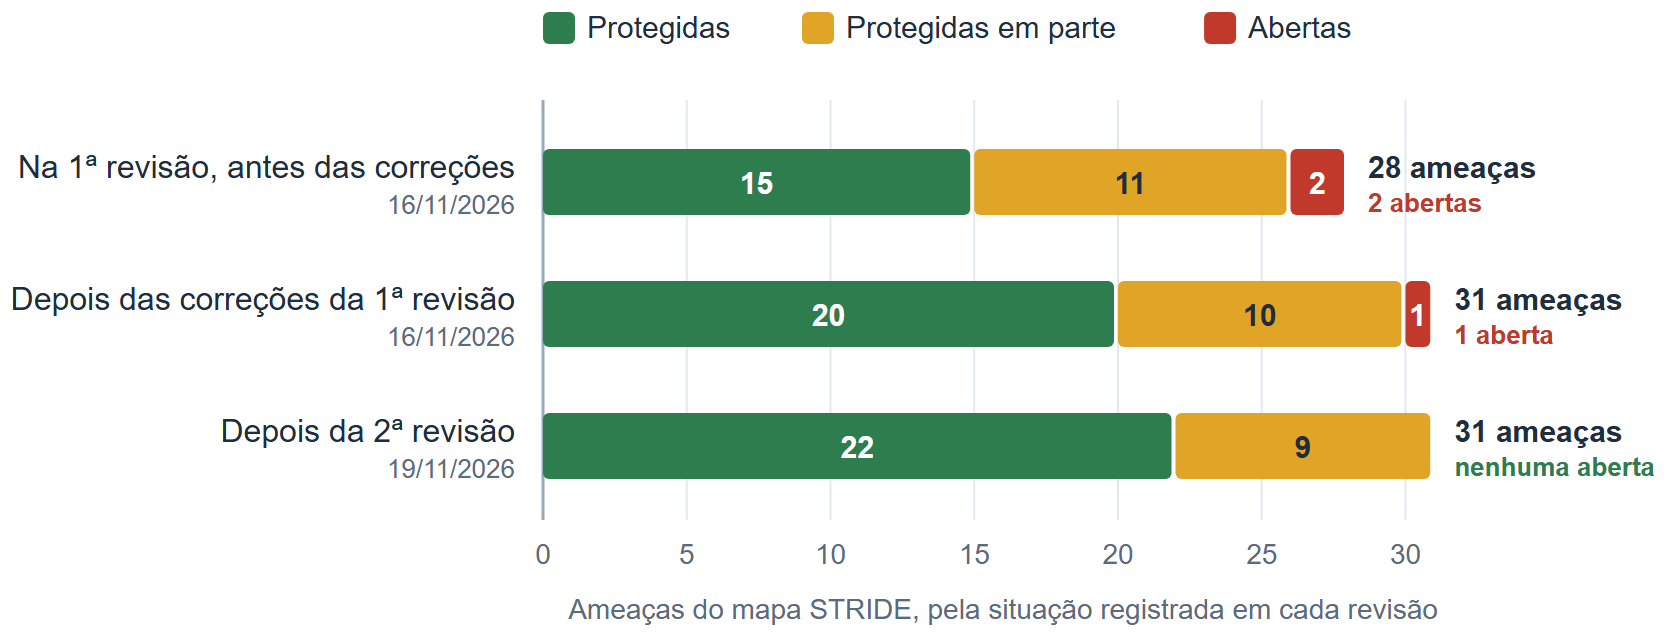 Protegidas Protegidas em parte Abertas
Na 1ª revisão, antes das correções
16/11/2026
15 11 2
28 ameaças
2 abertas
Depois das correções da 1ª revisão
16/11/2026
20 10 1
31 ameaças
1 aberta
Depois da 2ª revisão
19/11/2026
22 9
31 ameaças
nenhuma aberta
0 5 10 15 20 25 30
Ameaças do mapa STRIDE, pela situação registrada em cada revisão